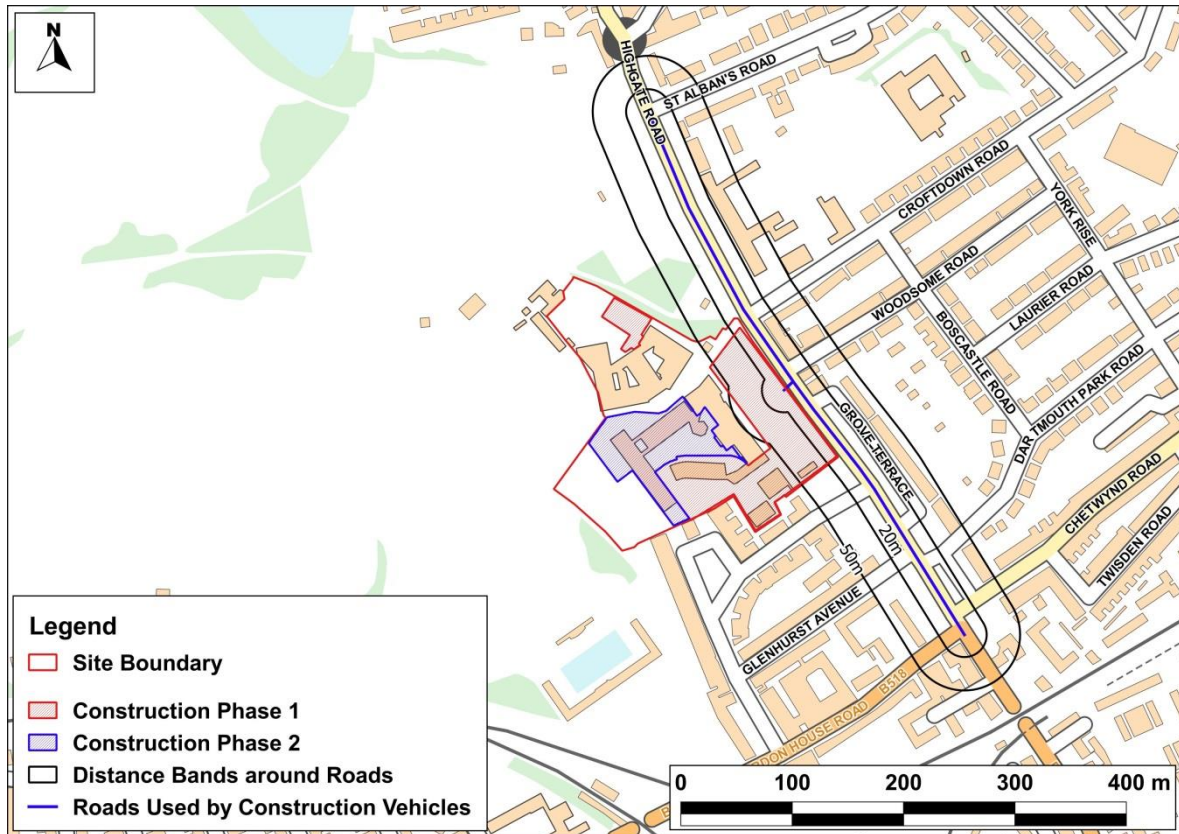 N
HIGHGATE ROAD
ST ALBAN'S ROAD
CROFTDOWN ROAD
YORK RISE
WOODSOME ROAD
LAURIER ROAD
BOSCASTLE ROAD
DARTMOUTH PARK ROAD
GROVE TERRACE
CHETWYND ROAD
TWISDEN ROAD
20m
50m
GLENHURST AVENUE
B518
RDON HOUSE ROAD
B
Legend
Site Boundary
Construction Phase 1
Construction Phase 2
Distance Bands around Roads
Roads Used by Construction Vehicles
0 100 200 300 400 m